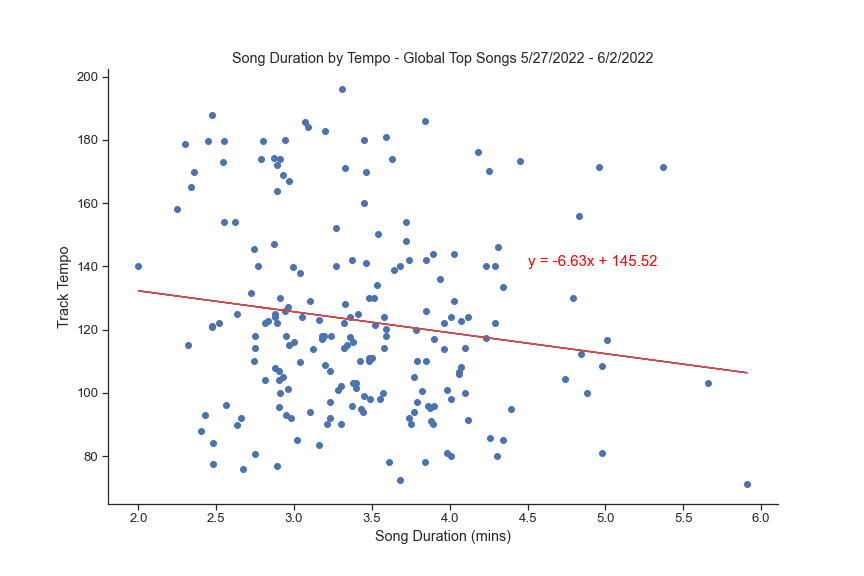 Song Duration by Tempo - Global Top Songs 5/27/2022 - 6/2/2022
200
180
160
140
120
100
80
Track Tempo
y = -6.63x + 145.52
2.0 2.5 3.0 3.5 4.0 4.5 5.0 5.5 6.0
Song Duration (mins)